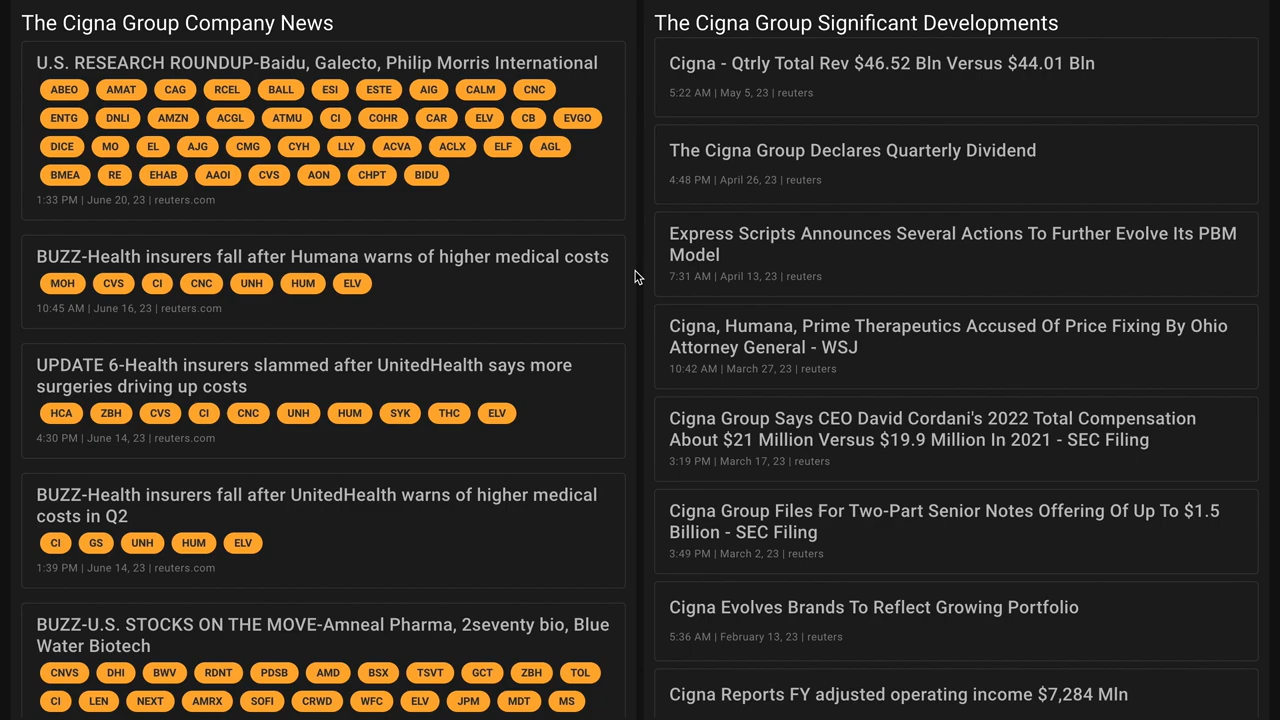 The Cigna Group Company News
U.S. RESEARCH ROUNDUP-Baidu, Galecto, Philip Morris International
ABEO AMAT CAG RCEL BALL ESI ESTE AIG CALM CNC
ENTG DNLI AMZN ACGL ATMU CI COHR CAR ELV CB EVGO
DICE MO EL AJG CMG CYH LLY ACVA ACLX ELF AGL
BMEA RE EHAB AAOI CVS AON CHPT BIDU
1:33 PM | June 20, 23 | reuters.com
BUZZ-Health insurers fall after Humana warns of higher medical costs
MOH CVS CI CNC UNH HUM ELV
10:45 AM | June 16, 23 | reuters.com
UPDATE 6-Health insurers slammed after UnitedHealth says more
surgeries driving up costs
HCA ZBH CVS CI CNC UNH HUM SYK THC ELV
4:30 PM | June 14, 23 | reuters.com
BUZZ-Health insurers fall after UnitedHealth warns of higher medical
costs in Q2
CI GS UNH HUM ELV
1:39 PM | June 14, 23 | reuters.com
BUZZ-U.S. STOCKS ON THE MOVE-Amneal Pharma, 2seventy bio, Blue
Water Biotech
CNVS DHI BWV RDNT PDSB AMD BSX TSVT GCT ZBH TOL
CI LEN NEXT AMRX SOFI CRWD WFC ELV JPM MDT MS
The Cigna Group Significant Developments
Cigna - Qtrly Total Rev $46.52 Bln Versus $44.01 Bln
5:22 AM | May 5, 23 | reuters
The Cigna Group Declares Quarterly Dividend
4:48 PM | April 26, 23 | reuters
Express Scripts Announces Several Actions To Further Evolve Its PBM
Model
7:31 AM | April 13, 23 | reuters
Cigna, Humana, Prime Therapeutics Accused Of Price Fixing By Ohio
Attorney General - WSJ
10:42 AM | March 27, 23 | reuters
Cigna Group Says CEO David Cordani's 2022 Total Compensation
About $21 Million Versus $19.9 Million In 2021 - SEC Filing
3:19 PM | March 17, 23 | reuters
Cigna Group Files For Two-Part Senior Notes Offering Of Up To $1.5
Billion - SEC Filing
3:49 PM | March 2, 23 | reuters
Cigna Evolves Brands To Reflect Growing Portfolio
5:36 AM | February 13, 23 | reuters
Cigna Reports FY adjusted operating income $7,284 Mln